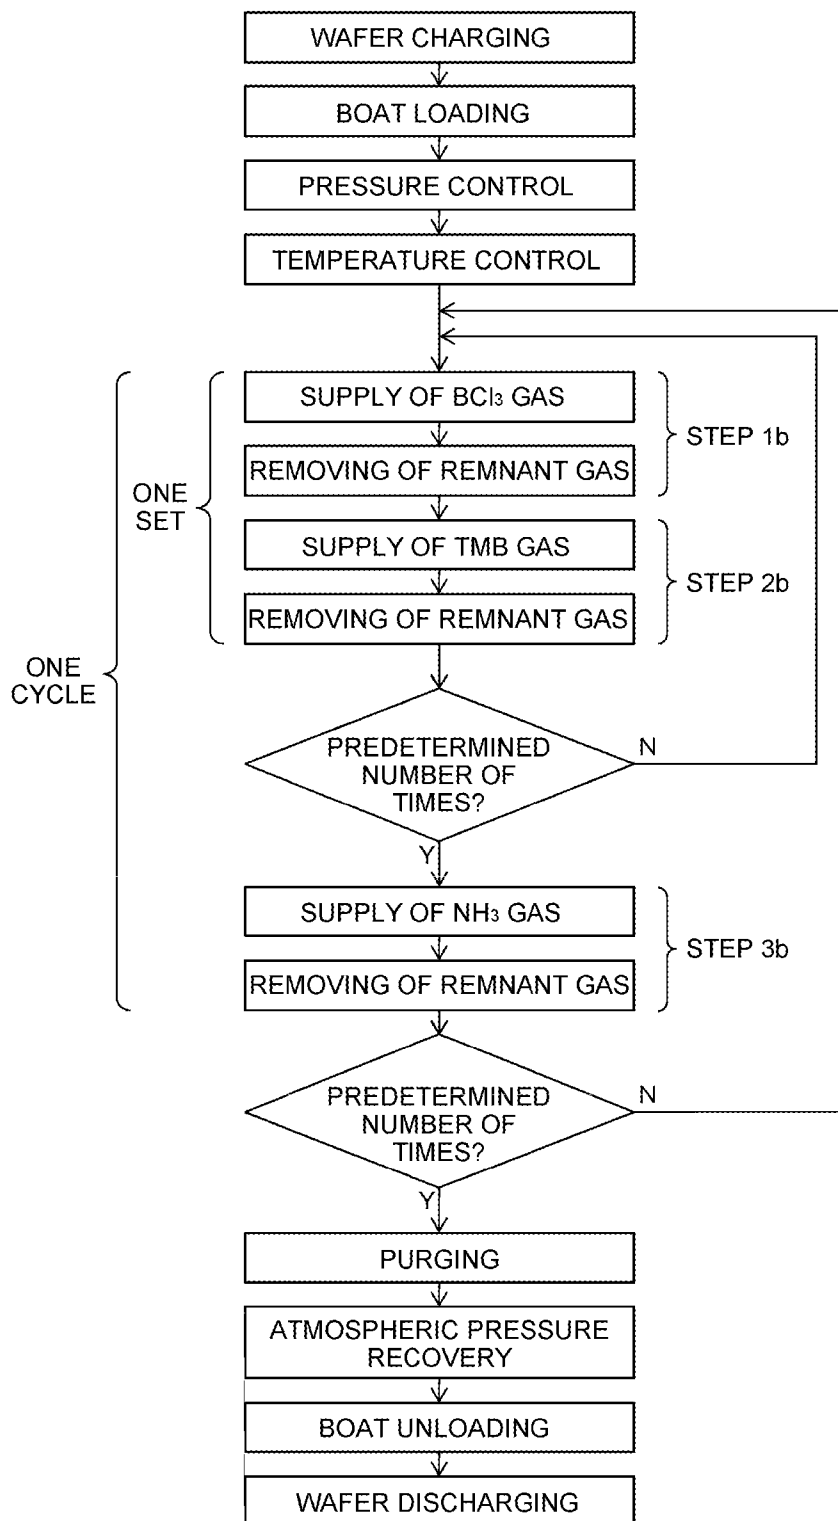 WAFER CHARGING
BOAT LOADING
PRESSURE CONTROL
TEMPERATURE CONTROL
SUPPLY OF BCl₃ GAS
STEP 1b
REMOVING OF REMNANT GAS
ONE
SET
SUPPLY OF TMB GAS
STEP 2b
REMOVING OF REMNANT GAS
ONE
CYCLE
PREDETERMINED
NUMBER OF
TIMES?
N
Y
SUPPLY OF NH₃ GAS
STEP 3b
REMOVING OF REMNANT GAS
PREDETERMINED
NUMBER OF
TIMES?
N
Y
PURGING
ATMOSPHERIC PRESSURE
RECOVERY
BOAT UNLOADING
WAFER DISCHARGING